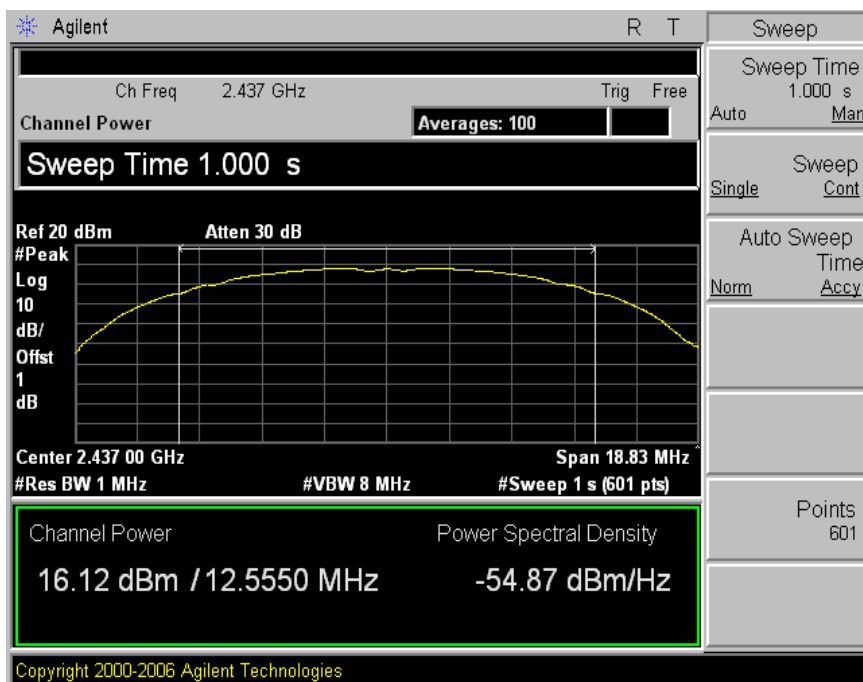 Agilent R T
Ch Freq 2.437 GHz Trig Free
Channel Power Averages: 100
Sweep Time 1.000 s
Ref 20 dBm Atten 30 dB
#Peak
Log
10
dB/
Offst
1
dB
Center 2.437 00 GHz Span 18.83 MHz
#Res BW 1 MHz #VBW 8 MHz #Sweep 1 s (601 pts)
Channel Power Power Spectral Density
16.12 dBm / 12.5550 MHz -54.87 dBm/Hz
Copyright 2000-2006 Agilent Technologies
Sweep
Sweep Time
1.000 s
Auto Man
Sweep
Single Cont
Auto Sweep
Time
Norm Accy
Points
601